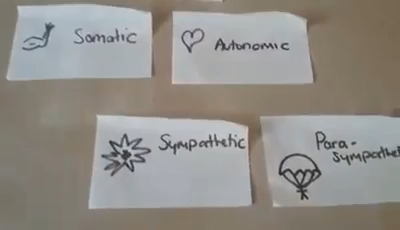 Somatic
Autonomic
Sympathetic
Para-
sympathet